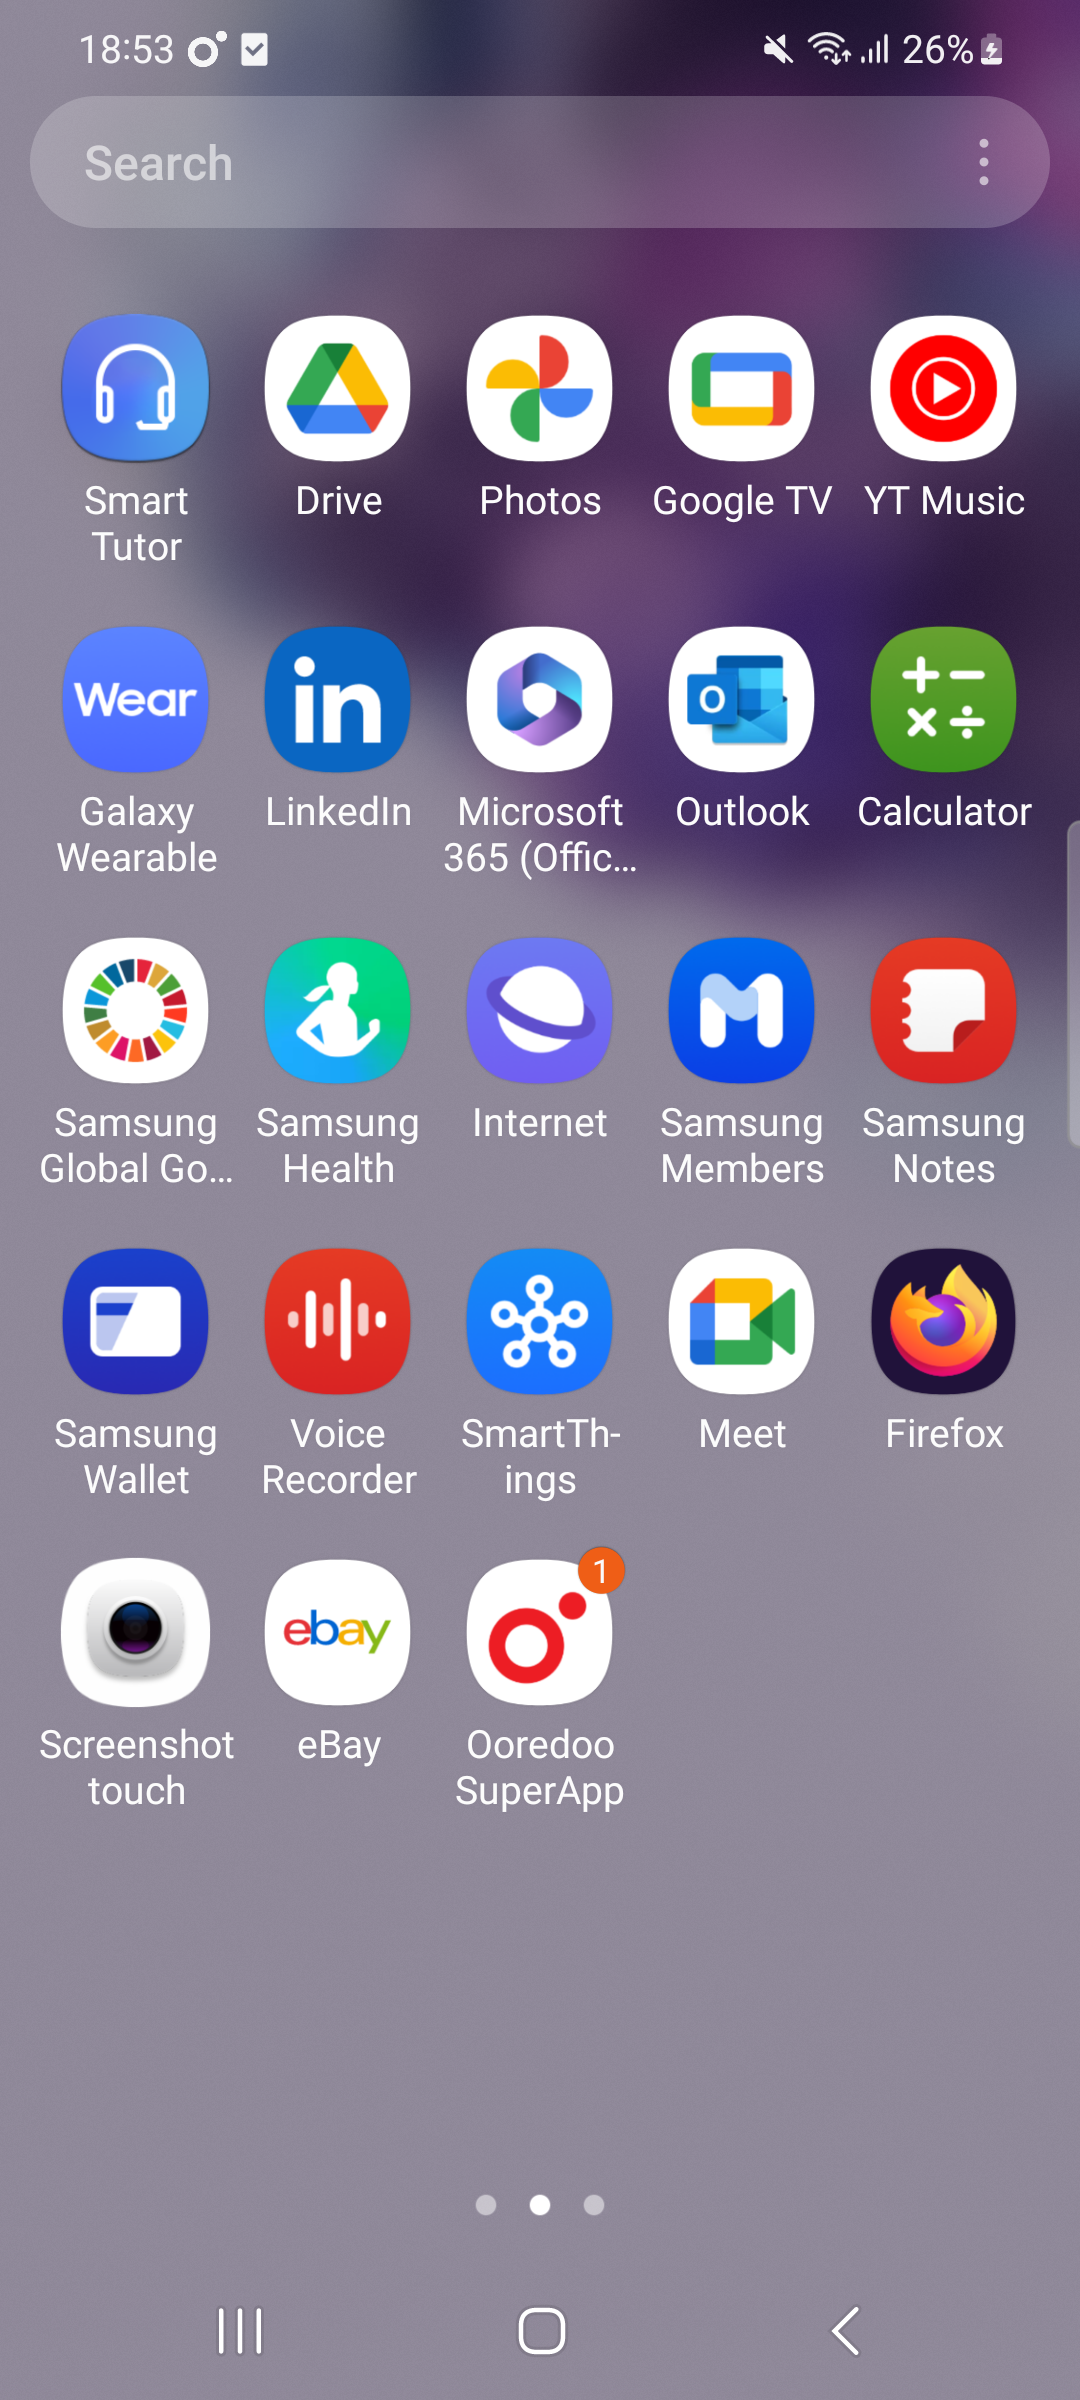 18:53
26%
Search
Smart
Tutor
Drive
Photos
Google TV
YT Music
Wear
Galaxy
Wearable
in
LinkedIn
Microsoft
365 (Offic...
O
Outlook
Calculator
Samsung
Global Go...
Samsung
Health
Internet
Samsung
Members
Samsung
Notes
Samsung
Wallet
Voice
Recorder
SmartTh-
ings
Meet
Firefox
Screenshot
touch
ebay
eBay
1
Ooredoo
SuperApp